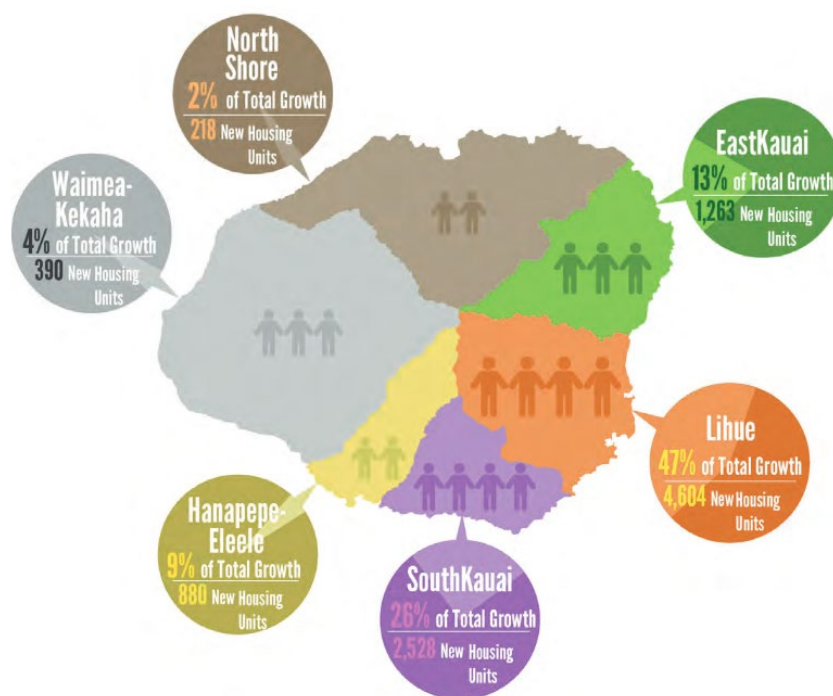 North
Shore
2% of Total Growth
218 New Housing
Units
EastKauai
13% of Total Growth
1,263 New Housing
Units
Waimea-
Kekaha
4% of Total Growth
390 New Housing
Units
Lihue
47% of Total Growth
4,604 New Housing
Units
Hanapepe-
Eleele
9% of Total Growth
880 New Housing
Units
SouthKauai
26% of Total Growth
2,528 New Housing
Units